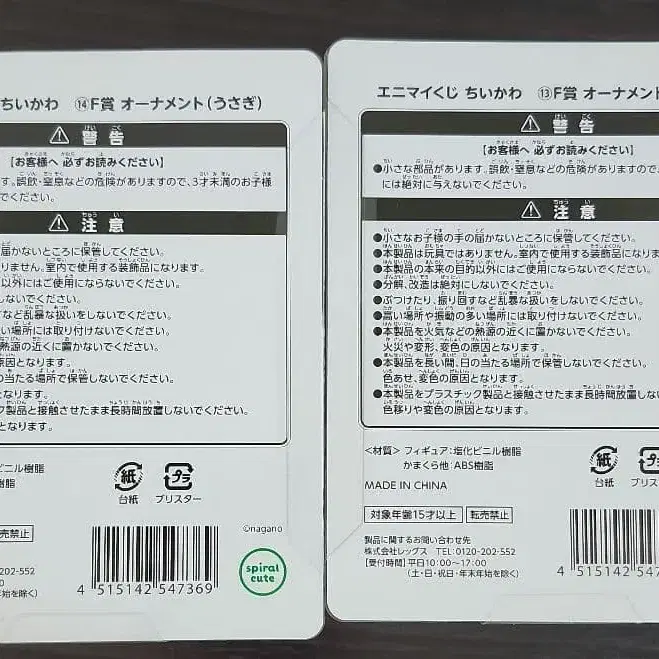 ちいかわ ⑭F賞 オーナメント(うさぎ)
⚠ 警告
【お客様へ 必ずお読みください】
す。誤飲・窒息などの危険がありますので、3才未満のお子様
でください。
⚠ 注意
届かないところに保管してください。
りません。室内で使用する装飾品になります。
以外にはご使用にならないでください。
しないでください。
すなど乱暴な扱いをしないでください。
い場所には取り付けないでください。
熱源の近くに置かないでください。
原因となります。
の当たる場所で保管しないでください。
となります。
ク製品と接触させたまま長時間放置しないでください。
となります。
ニル樹脂
脂
紙
台紙
プラ
ブリスター
売禁止
©nagano
spiral
cute
0-202-552
始を除く)
4 515142 547369
エニマイくじ ちいかわ ⑬F賞 オーナメント
⚠ 警告
【お客様へ 必ずお読みください】
●小さな部品があります。誤飲・窒息などの危険がありますので、
には絶対に与えないでください。
⚠ 注意
●小さなお子様の手の届かないところに保管してください。
●本製品は玩具ではありません。室内で使用する装飾品になりま
●本製品の本来の目的以外にはご使用にならないでください。
●分解、改造は絶対にしないでください。
●ぶつけたり、振り回すなど乱暴な扱いをしないでください。
●高い場所や振動の多い場所には取り付けないでください。
●本製品を火気などの熱源の近くに置かないでください。
火災や変形、変色の原因となります。
●本製品を長い間、日の当たる場所で保管しないでください。
色あせ、変色の原因となります。
●本製品をプラスチック製品と接触させたまま長時間放置しないでくだ
色移りや変色の原因となります。
<材質> フィギュア:塩化ビニル樹脂
かまくら他:ABS樹脂
MADE IN CHINA
紙
台紙
対象年齢15才以上
転売禁止
製品に関するお問い合わせ先
株式会社レッグス TEL:0120-202-552
【受付時間】平日10:00〜17:00
(土・日・祝日・年末年始を除く)
4 515142 547